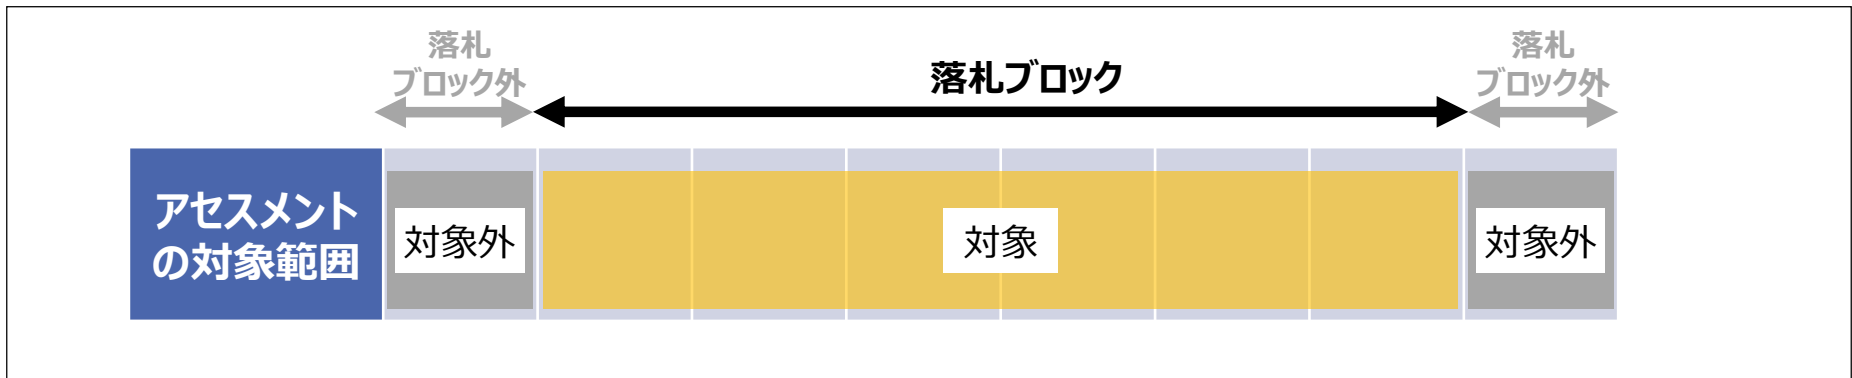 落札
ブロック外
落札ブロック
落札
ブロック外
アセスメント
の対象範囲
対象外
対象
対象外